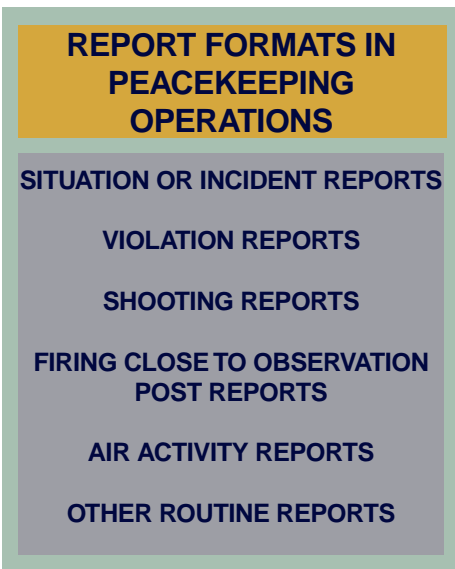 REPORT FORMATS IN
PEACEKEEPING
OPERATIONS
SITUATION OR INCIDENT REPORTS
VIOLATION REPORTS
SHOOTING REPORTS
FIRING CLOSE TO OBSERVATION
POST REPORTS
AIR ACTIVITY REPORTS
OTHER ROUTINE REPORTS